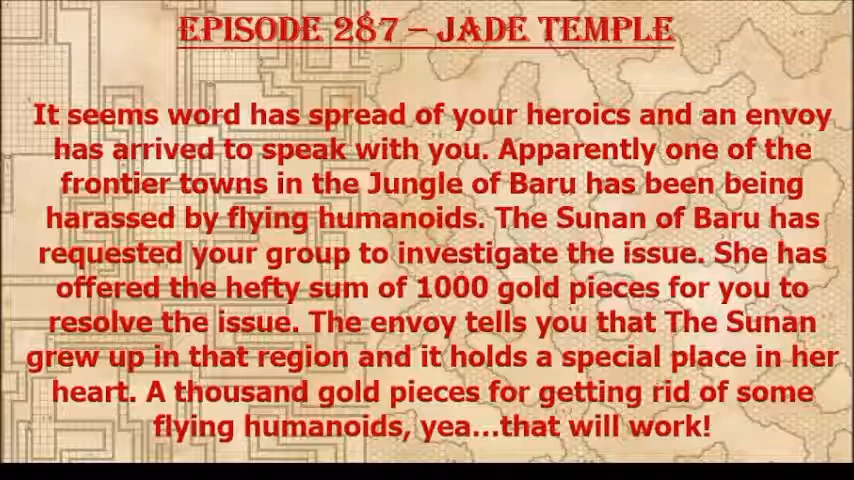 EPISODE 287 – JADE TEMPLE
It seems word has spread of your heroics and an envoy
has arrived to speak with you. Apparently one of the
frontier towns in the Jungle of Baru has been being
harassed by flying humanoids. The Sunan of Baru has
requested your group to investigate the issue. She has
offered the hefty sum of 1000 gold pieces for you to
resolve the issue. The envoy tells you that The Sunan
grew up in that region and it holds a special place in her
heart. A thousand gold pieces for getting rid of some
flying humanoids, yea...that will work!